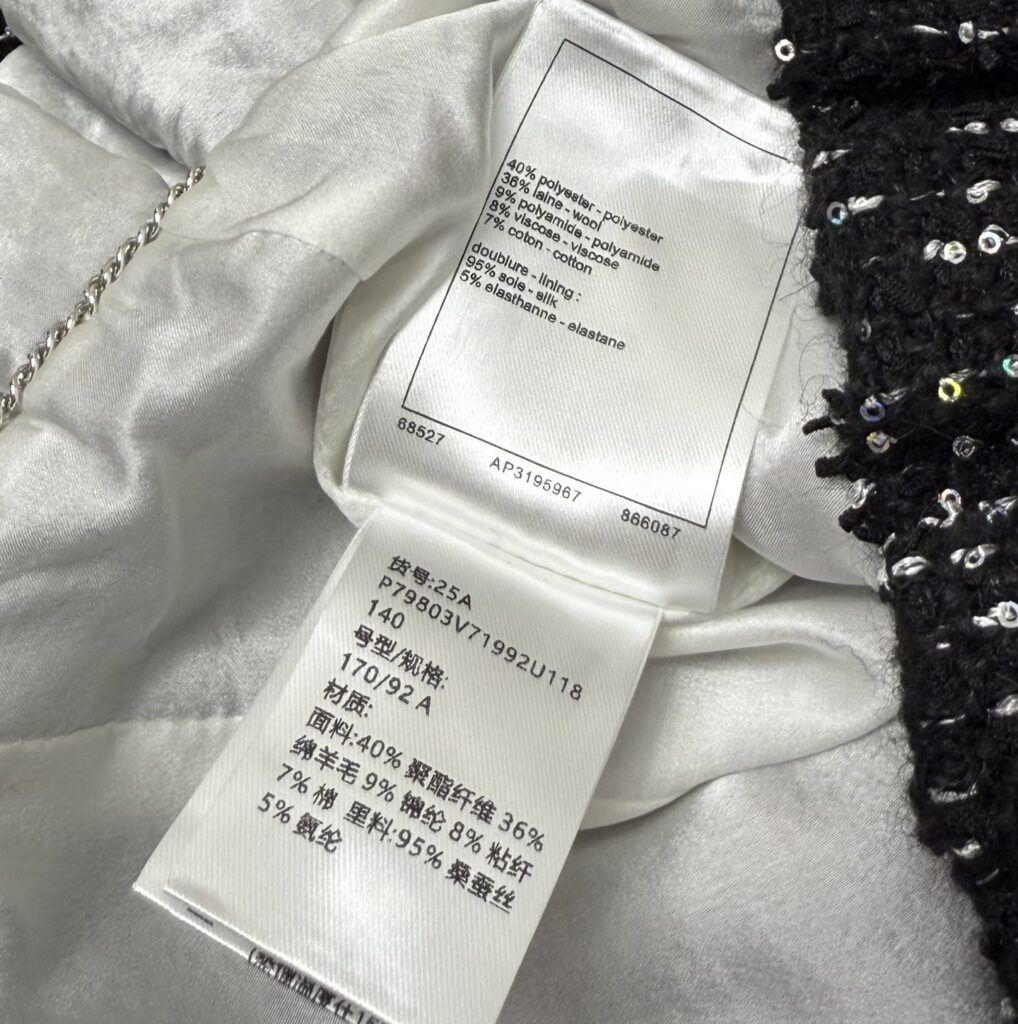 40% polyester - polyester
36% laine - wool
9% polyamide - polyamide
8% viscose - viscose
7% coton - cotton
doublure - lining :
95% soie - silk
5% elasthanne - elastane
68527
AP3195967
866087
货号:25A
P79803V71992U118
140
号型/规格:
170/92 A
材质:
面料:40% 聚酯纤维 36%
绵羊毛 9% 锦纶 8% 粘纤
7% 棉 里料:95% 桑蚕丝
5% 氨纶